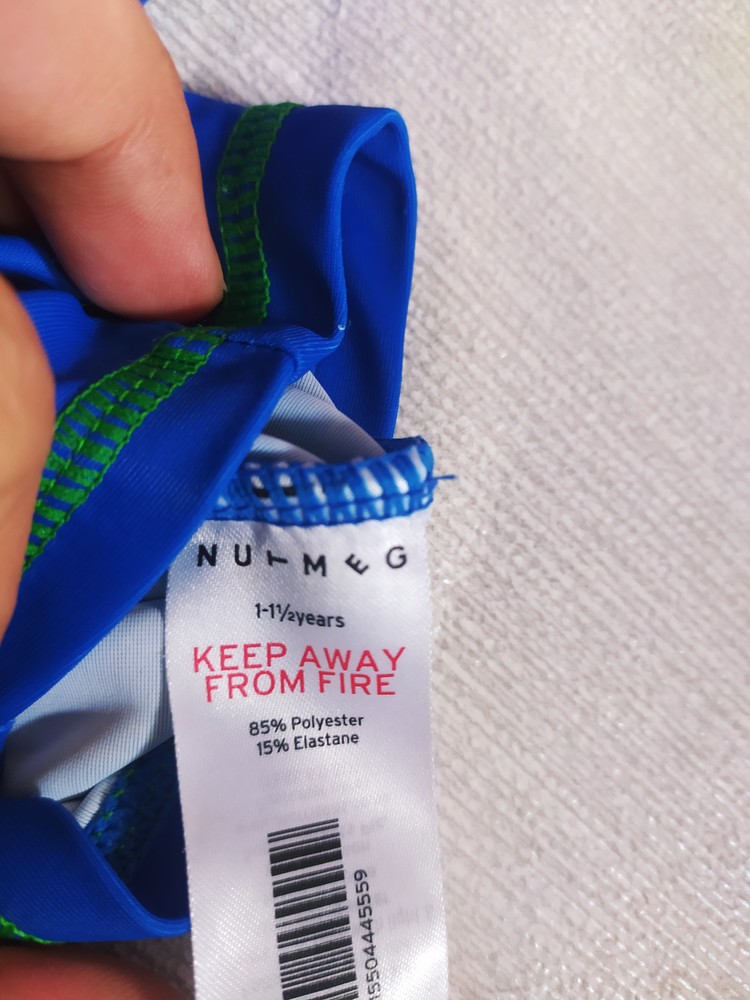 NUTMEG
1-1½years
KEEP AWAY
FROM FIRE
85% Polyester
15% Elastane
5504445559